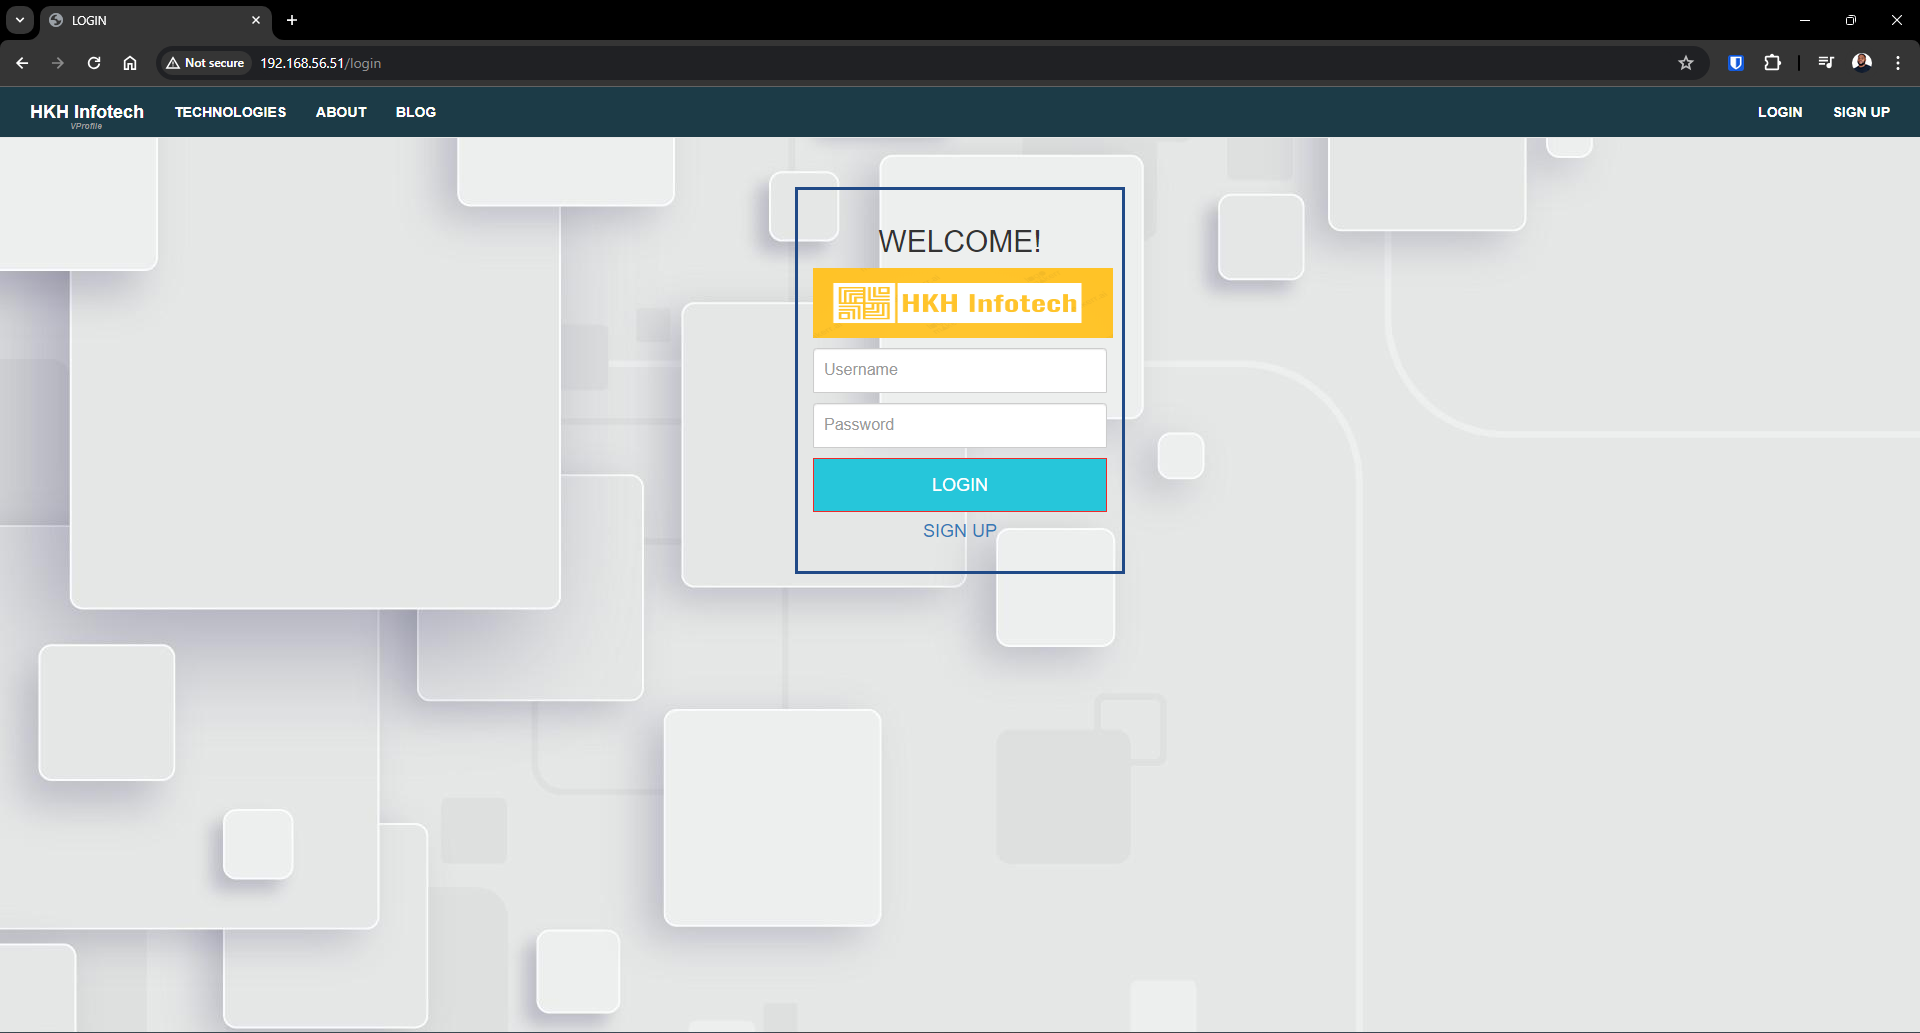 LOGIN
Not secure
192.168.56.51/login
HKH Infotech
VProfile
TECHNOLOGIES
ABOUT
BLOG
LOGIN
SIGN UP
WELCOME!
HKH Infotech
Username
Password
LOGIN
SIGN UP